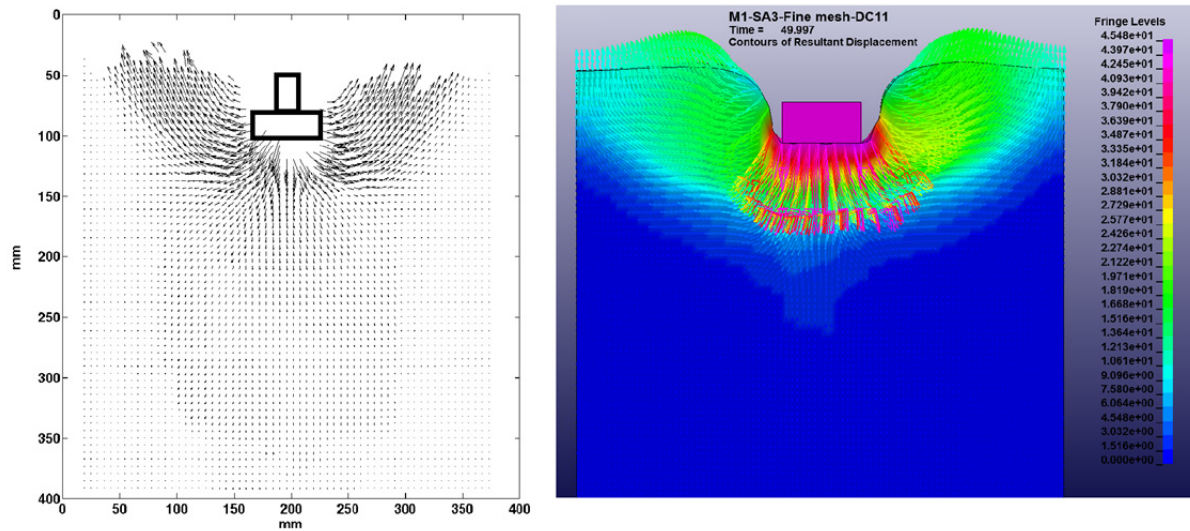 0
50
100
150
200
250
300
350
400
mm
0 50 100 150 200 250 300 350 400
mm
M1-SA3-Fine mesh-DC11
Time = 49.997
Contours of Resultant Displacement
Fringe Levels
4.548e+01
4.397e+01
4.245e+01
4.093e+01
3.942e+01
3.790e+01
3.639e+01
3.487e+01
3.335e+01
3.184e+01
3.032e+01
2.881e+01
2.729e+01
2.577e+01
2.426e+01
2.274e+01
2.122e+01
1.971e+01
1.819e+01
1.668e+01
1.516e+01
1.364e+01
1.213e+01
1.061e+01
9.096e+00
7.580e+00
6.064e+00
4.548e+00
3.032e+00
1.516e+00
0.000e+00